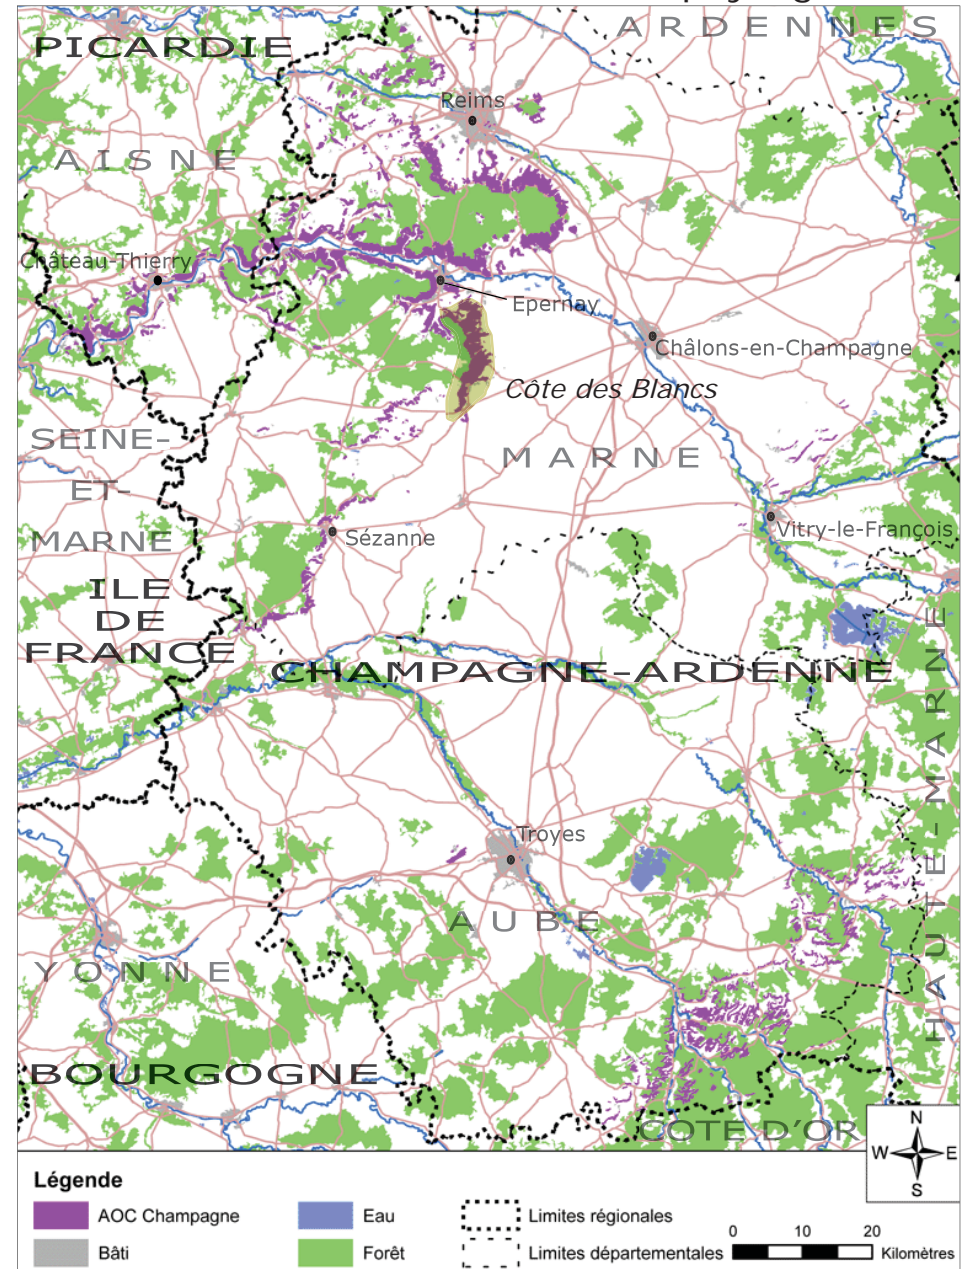 ARDENNES
PICARDIE
Reims
AISNE
Château-Thierry
Epernay
Châlons-en-Champagne
Côte des Blancs
SEINE-
ET-
MARNE
MARNE
Sézanne
Vitry-le-François
ILE
DE
FRANCE
CHAMPAGNE-ARDENNE
HAUTE-MARNE
Troyes
AUBE
YONNE
BOURGOGNE
COTE D'OR
N
W E
S
Légende
AOC Champagne
Eau
Limites régionales
Bâti
Forêt
Limites départementales
0 10 20
Kilomètres